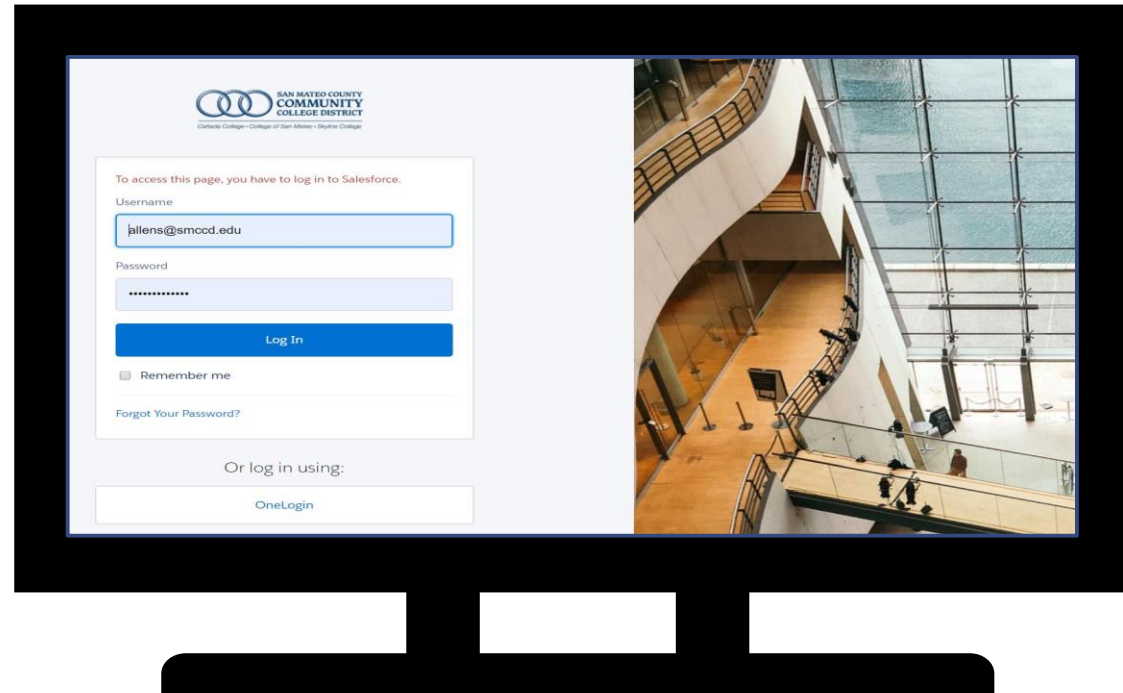 SAN MATEO COUNTY
COMMUNITY
COLLEGE DISTRICT
Cañada College • College of San Mateo • Skyline College
To access this page, you have to log in to Salesforce.
Username
allens@smccd.edu
Password
•••••••••••••
Log In
Remember me
Forgot Your Password?
Or log in using:
OneLogin